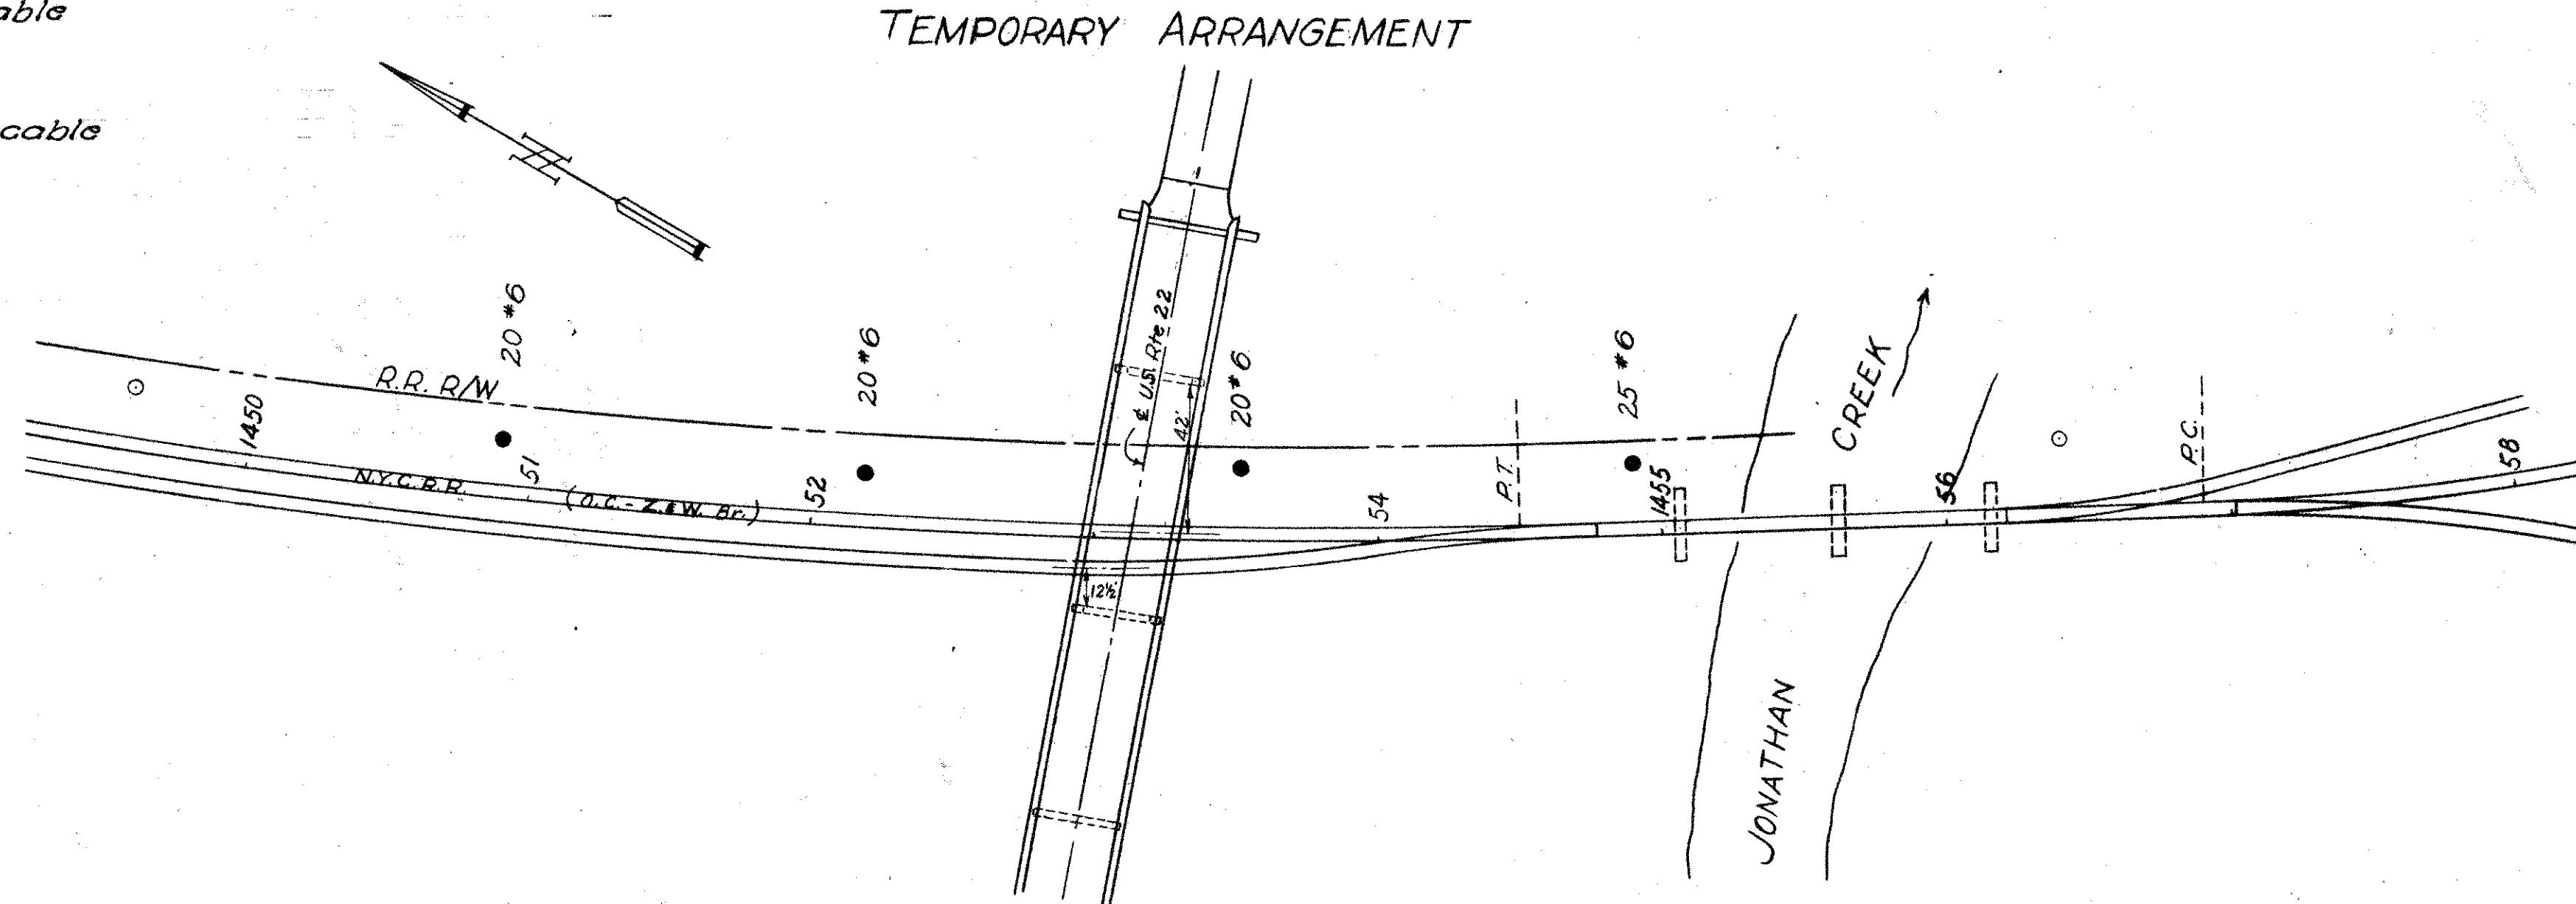 TEMPORARY ARRANGEMENT
cable
N
20 #6
20 #6
20 #6
25 #6
R.R. R/W
1450
51
52
54
1455
56
58
N.Y.C.R.R.
(O.C. - Z.&W. Br.)
℄ U.S. Rte 22
42'
12½'
P.T.
P.C.
CREEK
JONATHAN